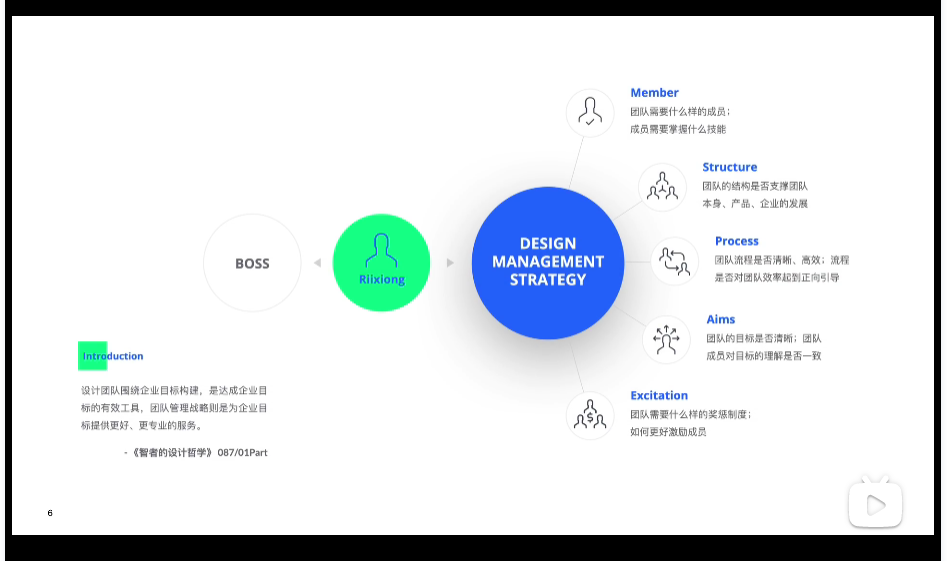 Member
团队需要什么样的成员；
成员需要掌握什么技能
Structure
团队的结构是否支撑团队
本身、产品、企业的发展
DESIGN
MANAGEMENT
STRATEGY
BOSS
Riixiong
Process
团队流程是否清晰、高效；流程
是否对团队效率起到正向引导
Aims
团队的目标是否清晰；团队
成员对目标的理解是否一致
Excitation
团队需要什么样的奖惩制度；
如何更好激励成员
$
Introduction
设计团队围绕企业目标构建，是达成企业目
标的有效工具，团队管理战略则是为企业目
标提供更好、更专业的服务。
-《智者的设计哲学》087/01Part
6